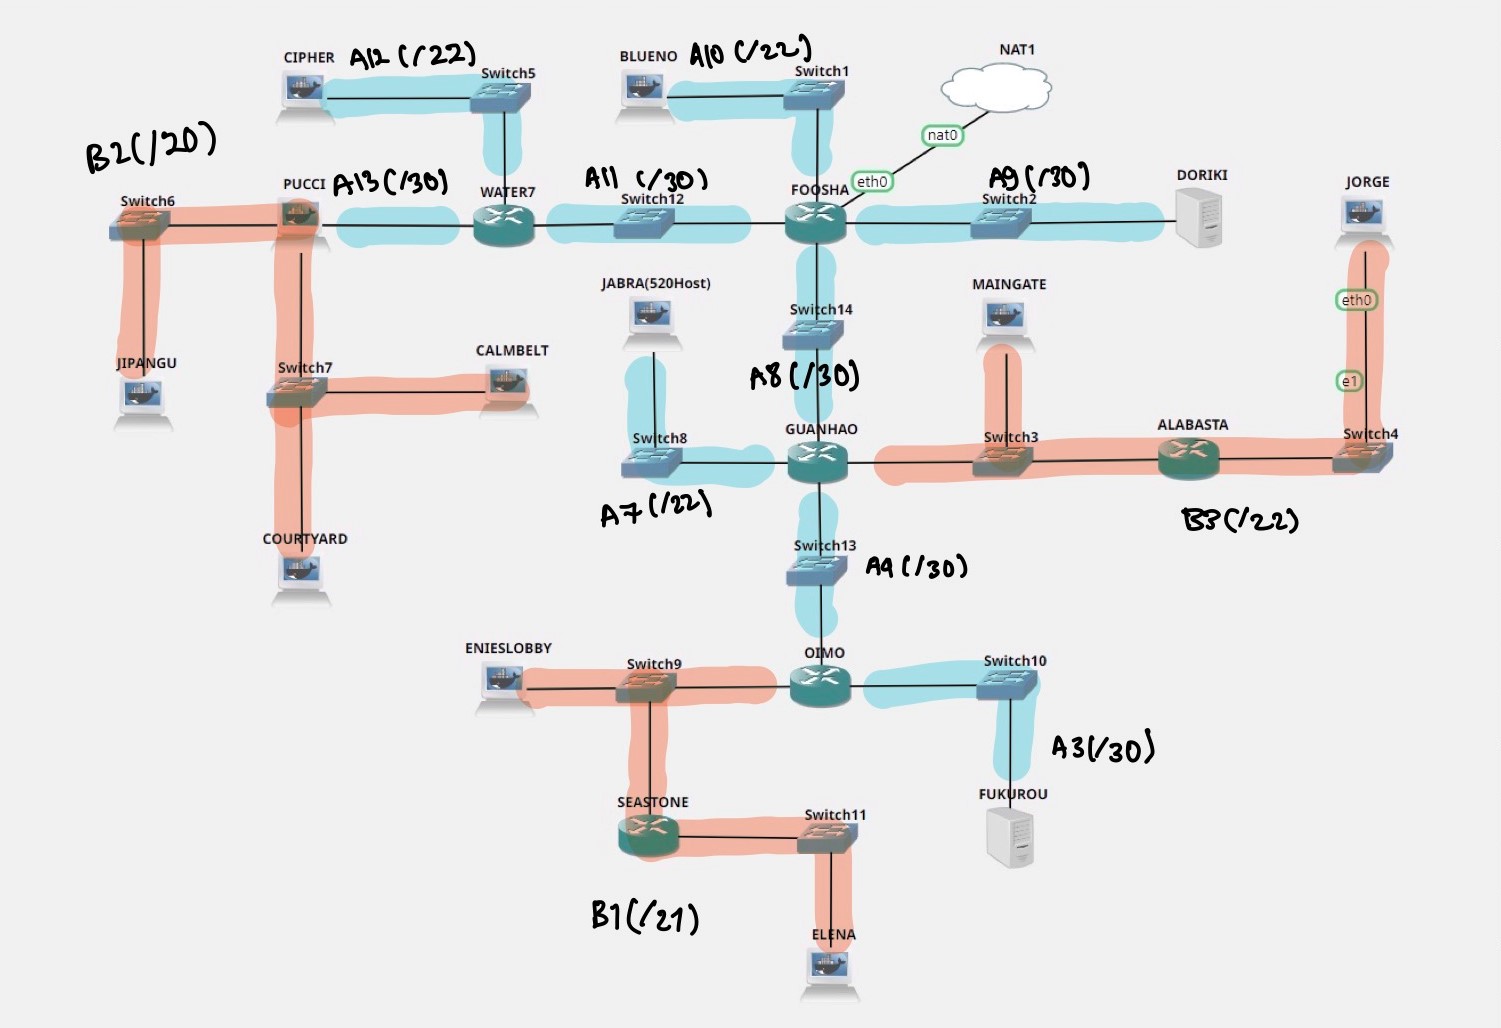 CIPHER
A12 (/22)
Switch5
BLUENO
A10 (/22)
Switch1
NAT1
nat0
B2(/20)
Switch6
PUCCI
A13(/30)
WATER7
A11 (/30)
Switch12
FOOSHA
eth0
A9(/30)
Switch2
DORIKI
JORGE
JABRA(520Host)
Switch14
MAINGATE
eth0
JIPANGU
Switch7
CALMBELT
A8(/30)
e1
GUANHAO
Switch8
Switch3
ALABASTA
Switch4
A7(/22)
B3(/22)
COURTYARD
Switch13
A4(/30)
ENIESLOBBY
Switch9
OIMO
Switch10
A3(/30)
SEASTONE
Switch11
FUKUROU
B1(/21)
ELENA